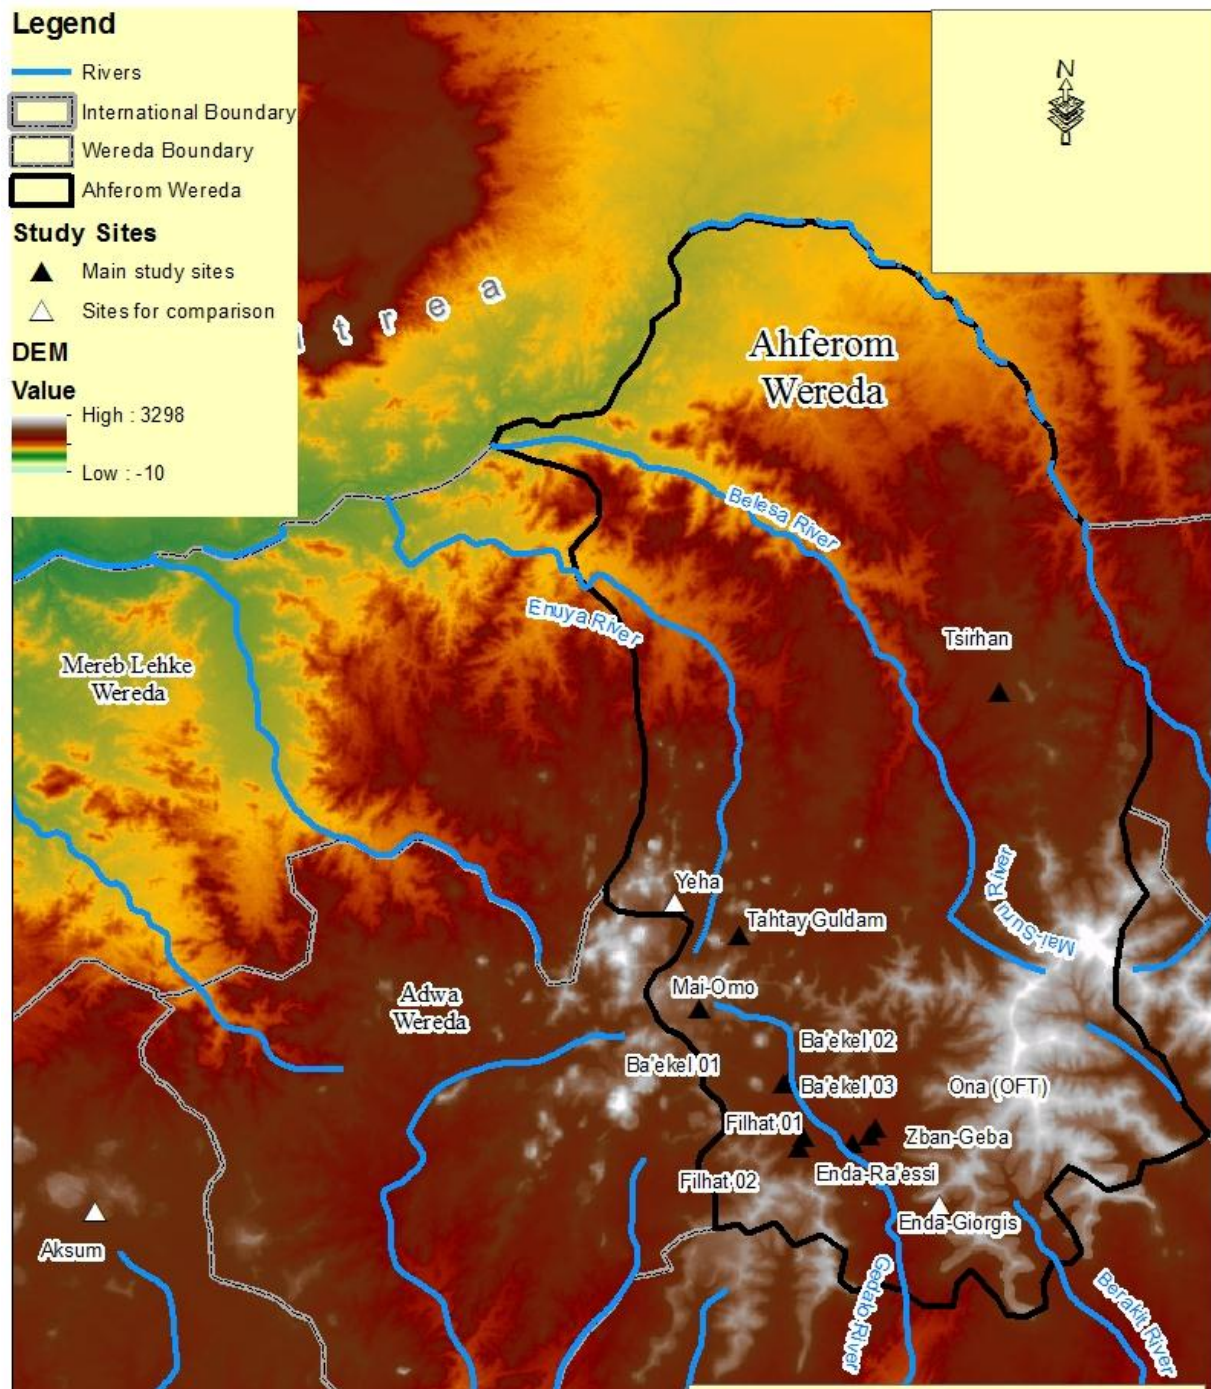 Legend
Rivers
International Boundary
Wereda Boundary
Ahferom Wereda
Study Sites
Main study sites
Sites for comparison
DEM
Value
High : 3298
Low : -10
N
itrea
Ahferom
Wereda
Belesa River
Enuya River
Tsirhan
Mereb Lehke
Wereda
Mai-Suru River
Yeha
Tahtay Guldam
Adwa
Wereda
Mai-Omo
Ba'ekel 02
Ba'ekel 01
Ba'ekel 03
Ona (OFT)
Filhat 01
Zban-Geba
Enda-Ra'essi
Filhat 02
Enda-Giorgis
Aksum
Gedalo River
Berakit River